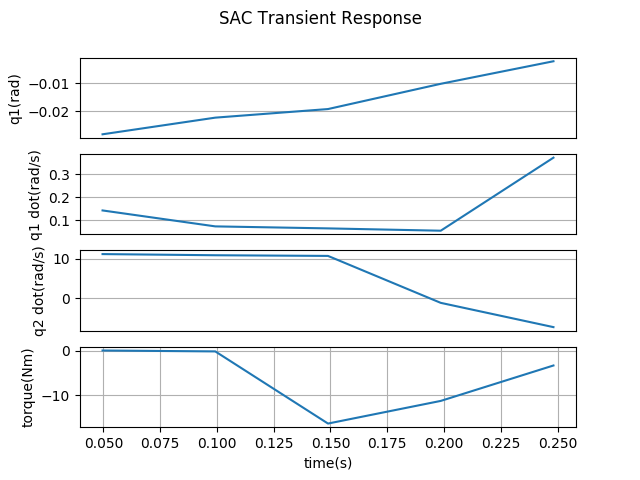 SAC Transient Response
q1(rad)
−0.01
−0.02
q1 dot(rad/s)
0.3
0.2
0.1
q2 dot(rad/s)
10
0
torque(Nm)
0
−10
0.050 0.075 0.100 0.125 0.150 0.175 0.200 0.225 0.250
time(s)